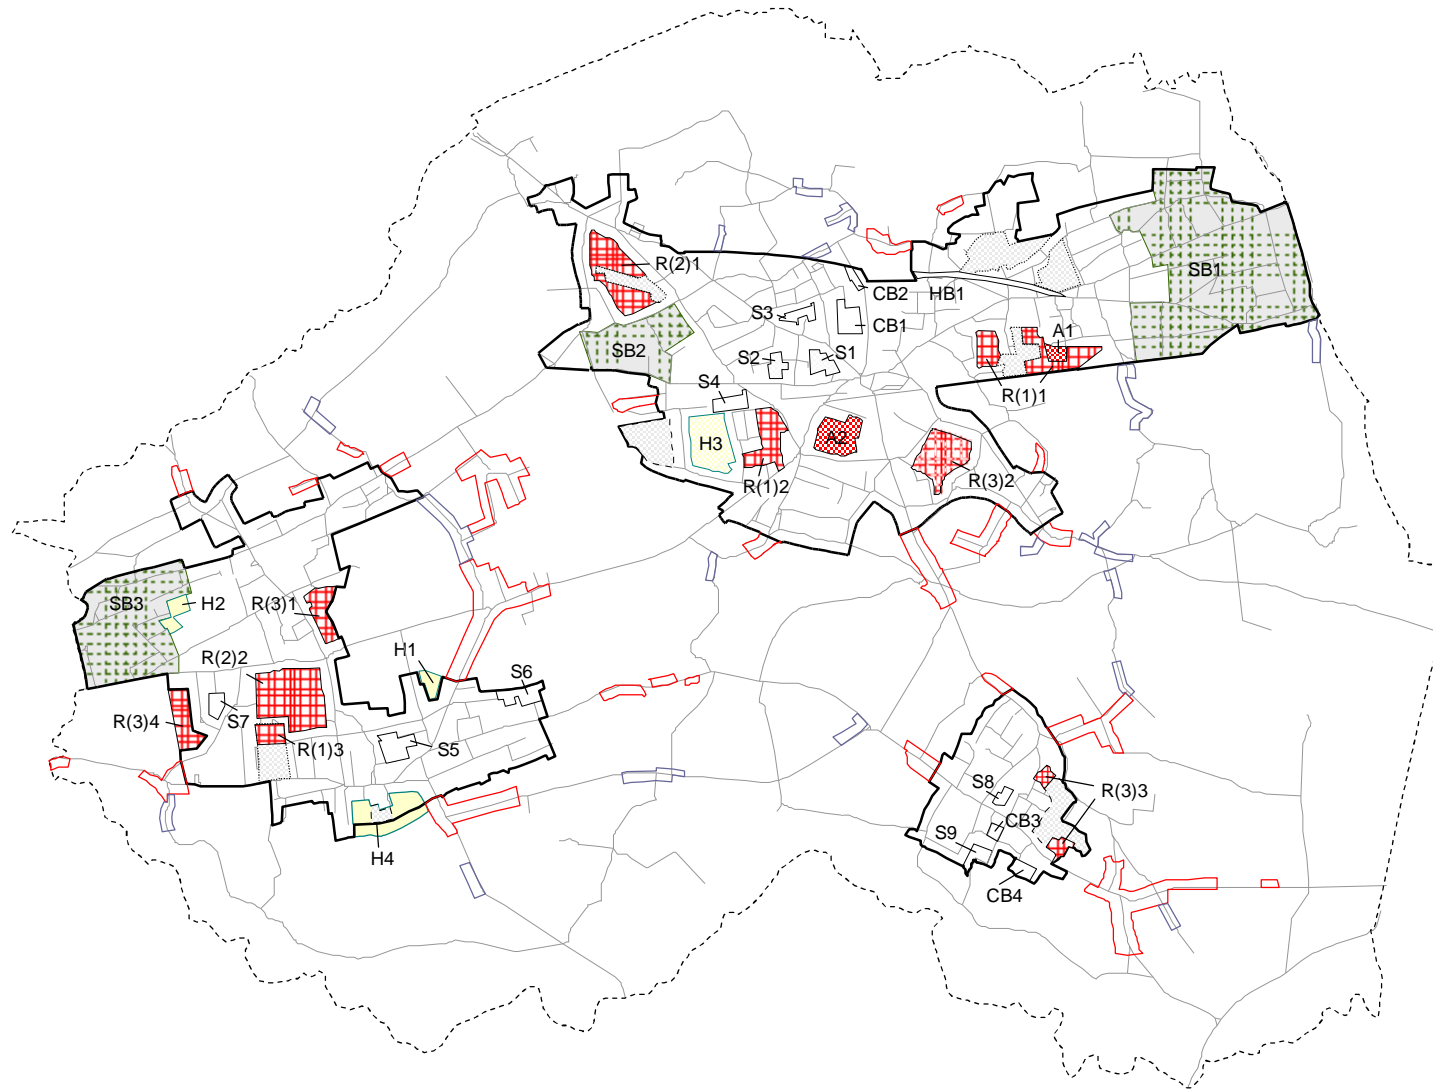 R(2)1
SB1
CB2
HB1
S3
CB1
A1
SB2
S2
S1
S4
R(1)1
H3
A2
R(1)2
R(3)2
SB3
H2
R(3)1
H1
R(2)2
S6
R(3)4
S7
R(1)3
S5
S8
R(3)3
CB3
S9
H4
CB4